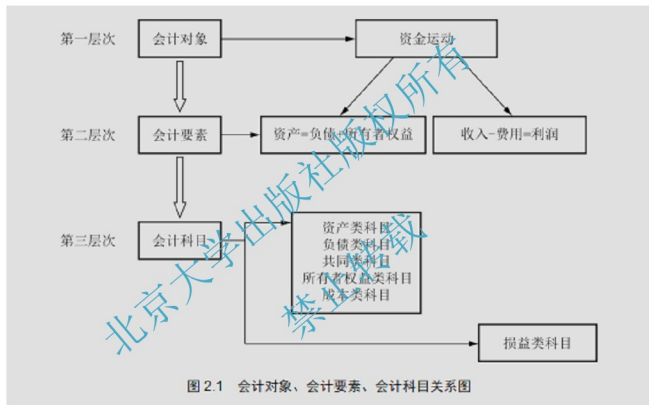 第一层次 会计对象 资金运动
第二层次 会计要素 资产=负债+所有者权益 收入-费用=利润
第三层次 会计科目
资产类科目
负债类科目
共同类科目
所有者权益类科目
成本类科目
损益类科目
图 2.1 会计对象、会计要素、会计科目关系图
北京大学出版社版权所有
禁止转载